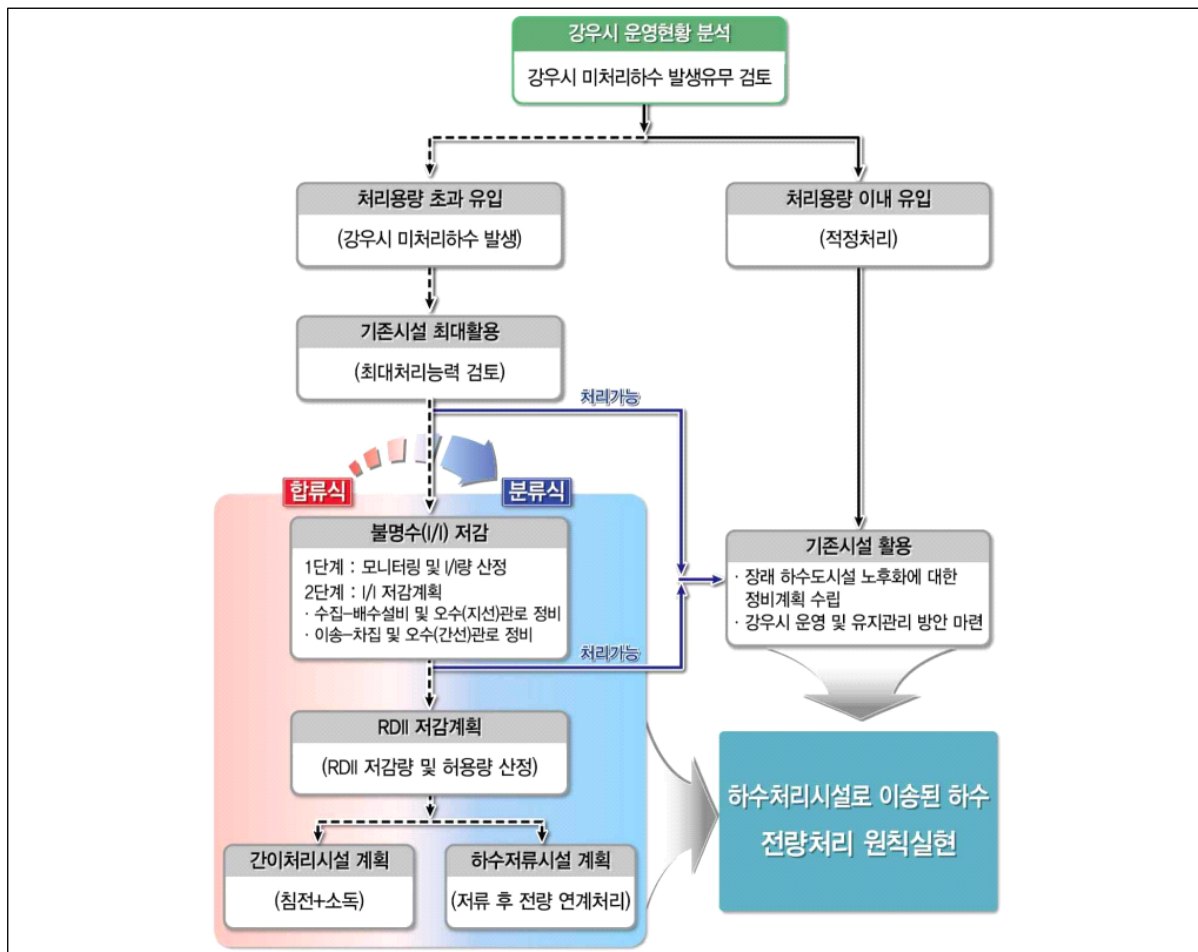 강우시 운영현황 분석
강우시 미처리하수 발생유무 검토
처리용량 초과 유입
(강우시 미처리하수 발생)
처리용량 이내 유입
(적정처리)
기존시설 최대활용
(최대처리능력 검토)
처리가능
합류식
분류식
불명수(I/I) 저감
1단계 : 모니터링 및 I/I량 산정
2단계 : I/I 저감계획
· 수집-배수설비 및 오수(지선)관로 정비
· 이송-차집 및 오수(간선)관로 정비
기존시설 활용
· 장래 하수도시설 노후화에 대한
정비계획 수립
· 강우시 운영 및 유지관리 방안 마련
처리가능
RDII 저감계획
(RDII 저감량 및 허용량 산정)
간이처리시설 계획
(침전+소독)
하수저류시설 계획
(저류 후 전량 연계처리)
하수처리시설로 이송된 하수
전량처리 원칙실현